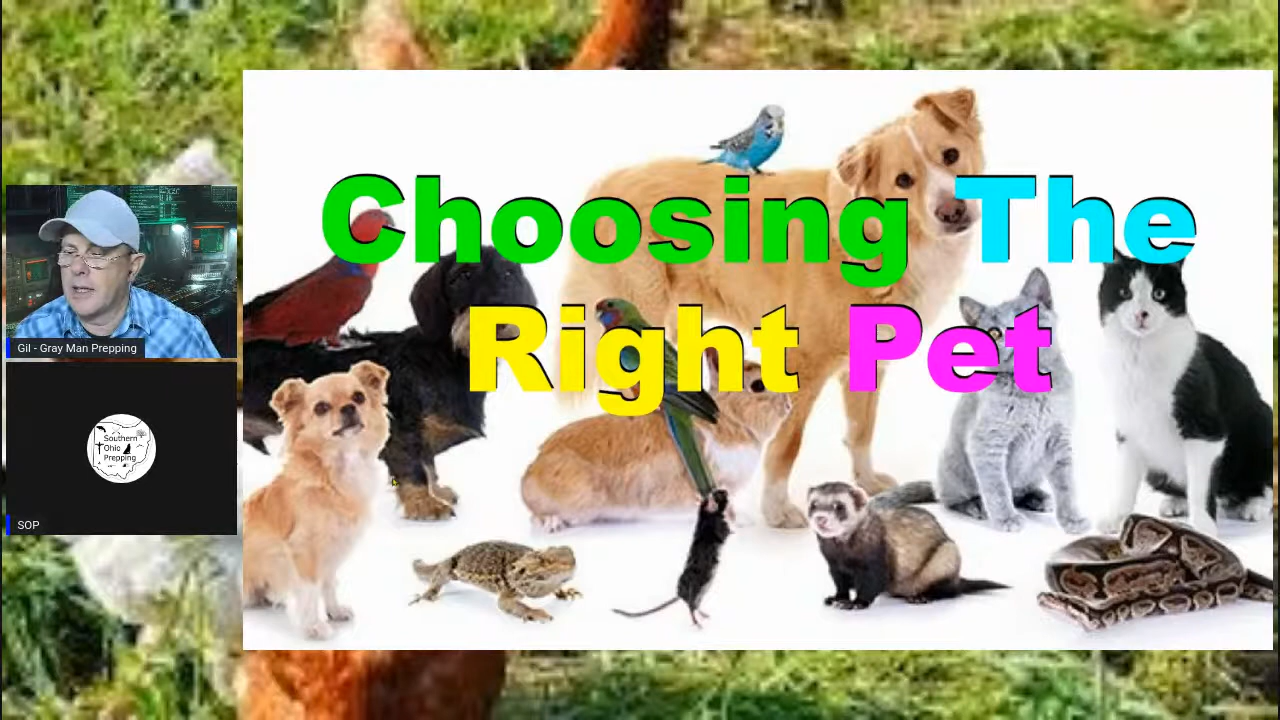 Choosing The
Right Pet
Gil - Gray Man Prepping
Southern
Ohio
Prepping
SOP